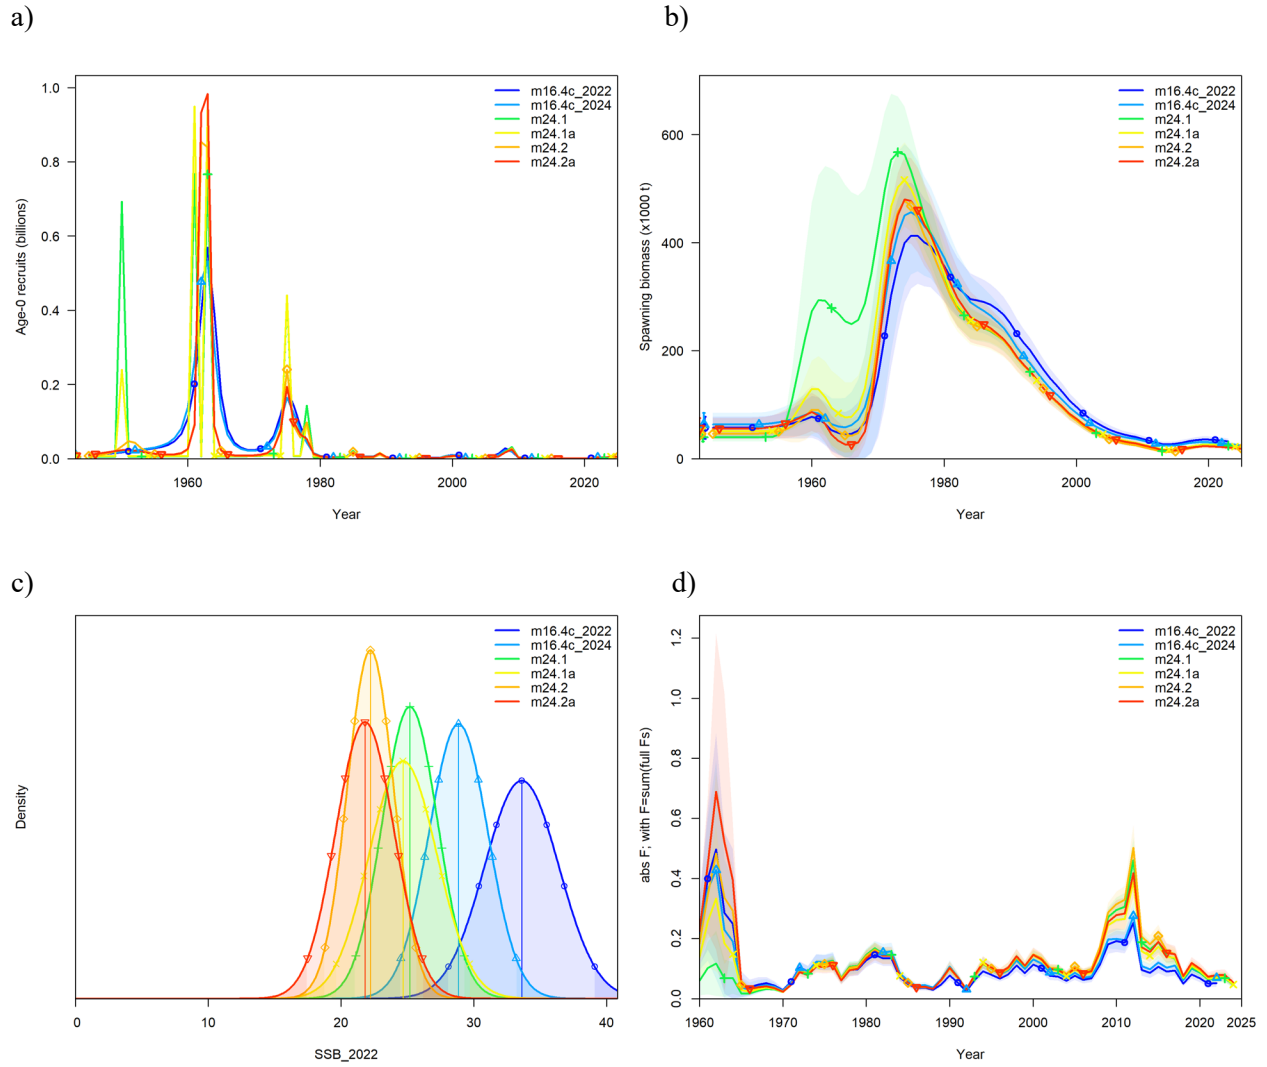 a)
b)
m16.4c_2022
m16.4c_2024
m24.1
m24.1a
m24.2
m24.2a
Age-0 recruits (billions)
1.0
0.8
0.6
0.4
0.2
0.0
1960
1980
2000
2020
Year
m16.4c_2022
m16.4c_2024
m24.1
m24.1a
m24.2
m24.2a
Spawning biomass (x1000 t)
600
400
200
0
1960
1980
2000
2020
Year
c)
d)
m16.4c_2022
m16.4c_2024
m24.1
m24.1a
m24.2
m24.2a
Density
0
10
20
30
40
SSB_2022
m16.4c_2022
m16.4c_2024
m24.1
m24.1a
m24.2
m24.2a
abs F; with F=sum(full Fs)
1.2
1.0
0.8
0.6
0.4
0.2
0.0
1960
1970
1980
1990
2000
2010
2020
2025
Year